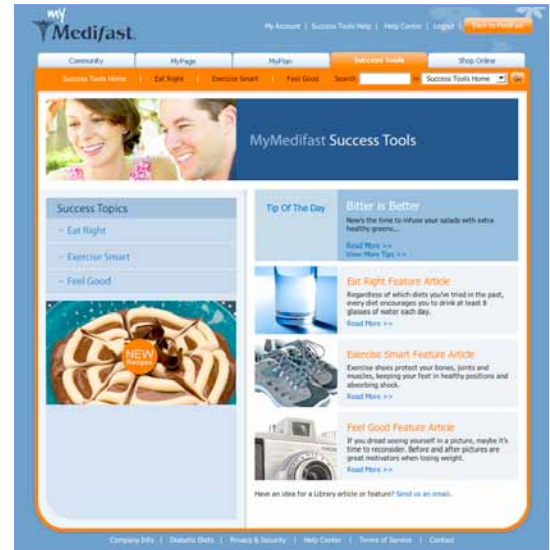 my
Medifast
My Account | Success Tools Help | Help Center | Logout | Back to Medifast
Community MyPage MyPlan Success Tools Shop Online
Success Tools Home | Eat Right | Exercise Smart | Feel Good Search in Success Tools Home Go
MyMedifast Success Tools
Success Topics
~ Eat Right
~ Exercise Smart
~ Feel Good
NEW
Recipes
Tip Of The Day
Bitter is Better
Now's the time to infuse your salads with extra
healthy greens...
Read More >>
View More Tips >>
Eat Right Feature Article
Regardless of which diets you've tried in the past,
every diet encourages you to drink at least 8
glasses of water each day.
Read More >>
Exercise Smart Feature Article
Exercise shoes protect your bones, joints and
muscles, keeping your feet in healthy positions and
absorbing shock.
Read More >>
Feel Good Feature Article
If you dread seeing yourself in a picture, maybe it's
time to reconsider. Before and after pictures are
great motivators when losing weight.
Read More >>
Have an idea for a Library article or feature? Send us an email.
Company Info | Diabetic Diets | Privacy & Security | Help Center | Terms of Service | Contact